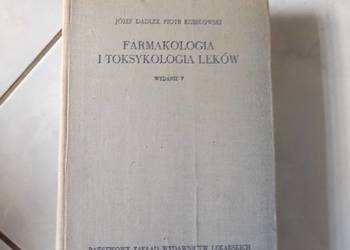 JÓZEF DADLEZ, PIOTR KUBIKOWSKI
FARMAKOLOGIA
I TOKSYKOLOGIA LEKÓW
WYDANIE V
PAŃSTWOWY ZAKŁAD WYDAWNICTW LEKARSKICH